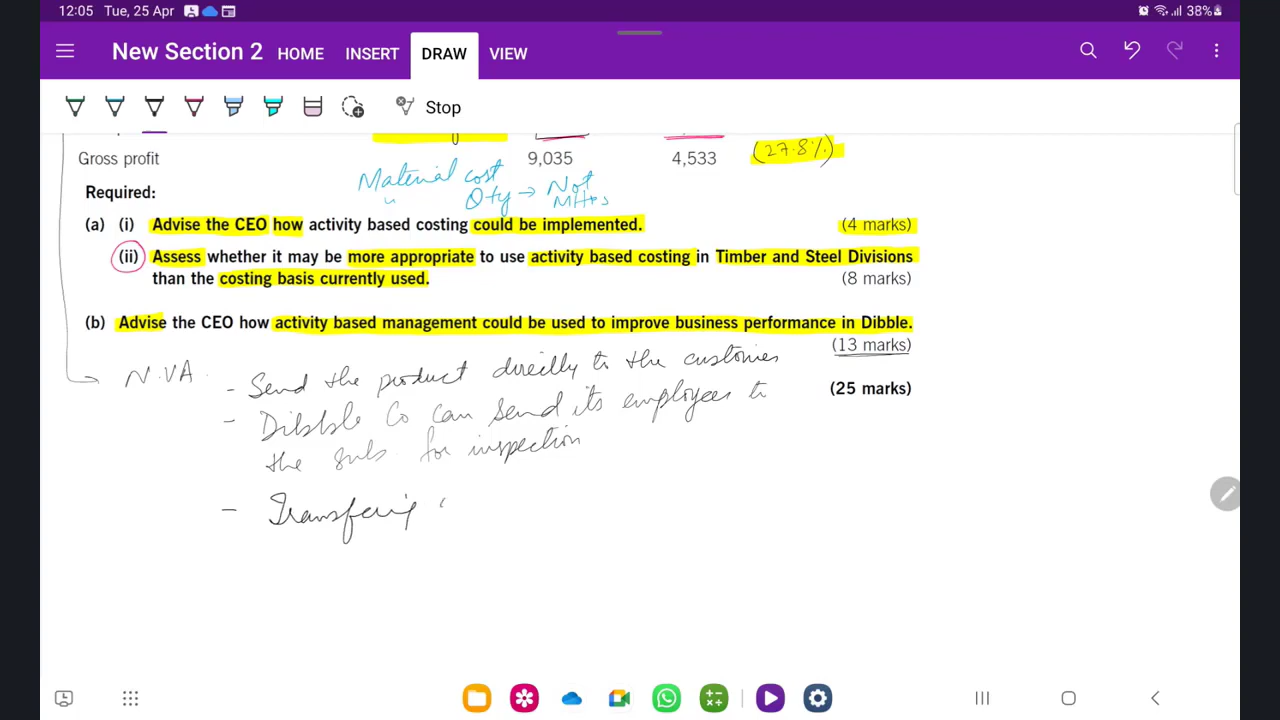 12:05 Tue, 25 Apr 38%
New Section 2 HOME INSERT DRAW VIEW
Stop
Gross profit 9,035 4,533 (27.8%)
Material cost
Qty → Not
MHrs
Required:
(a) (i) Advise the CEO how activity based costing could be implemented. (4 marks)
(ii) Assess whether it may be more appropriate to use activity based costing in Timber and Steel Divisions
than the costing basis currently used. (8 marks)
(b) Advise the CEO how activity based management could be used to improve business performance in Dibble.
(13 marks)
(25 marks)
N.VA.
- Send the product directly to the customer
- Dibble Co can send its employees to
the sub. for inspection
- Transfering